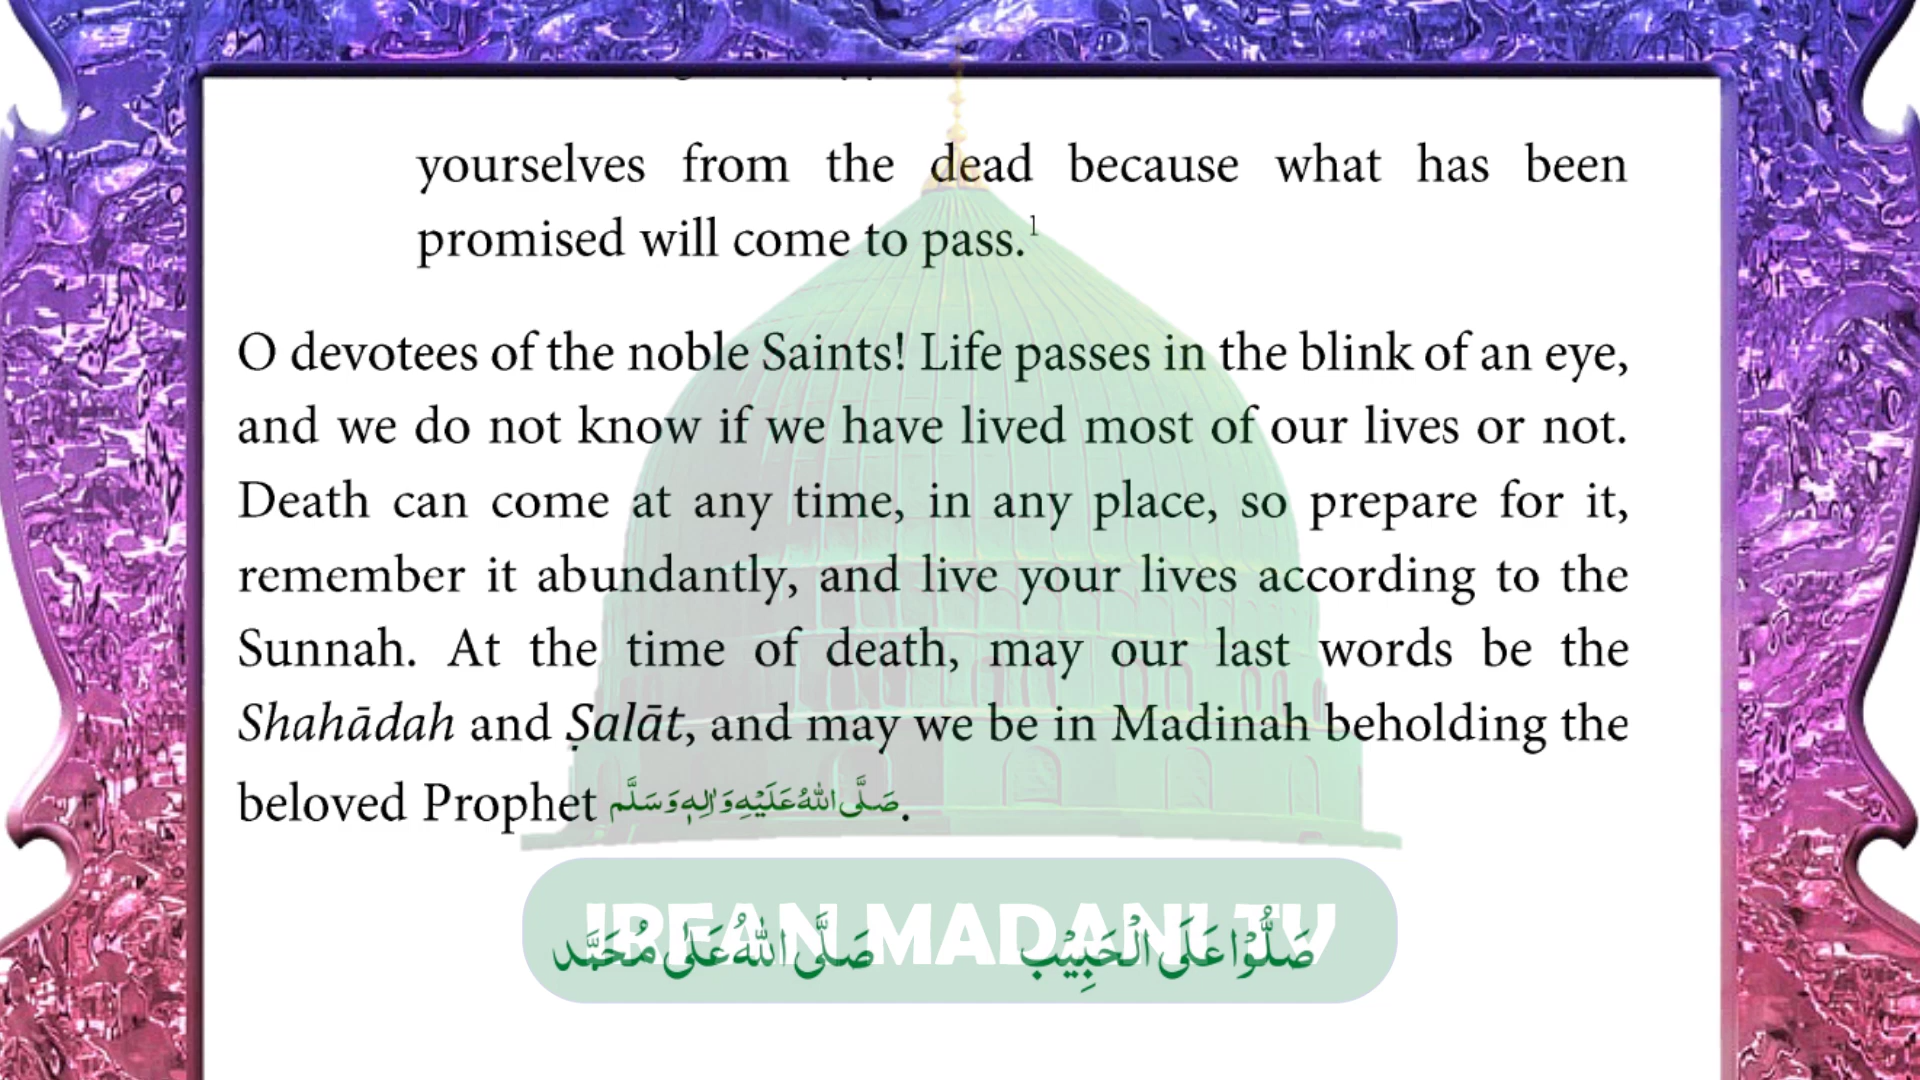 yourselves from the dead because what has been
promised will come to pass.¹
O devotees of the noble Saints! Life passes in the blink of an eye,
and we do not know if we have lived most of our lives or not.
Death can come at any time, in any place, so prepare for it,
remember it abundantly, and live your lives according to the
Sunnah. At the time of death, may our last words be the
Shahādah and Ṣalāt, and may we be in Madinah beholding the
beloved Prophet صَلَّى اللهُ عَلَيْهِ وَاٰلِهٖ وَسَلَّم.
IRFAN MADANI TV
صَلُّوْا عَلَى الْحَبِيْب صَلَّى اللهُ عَلٰى مُحَمَّد